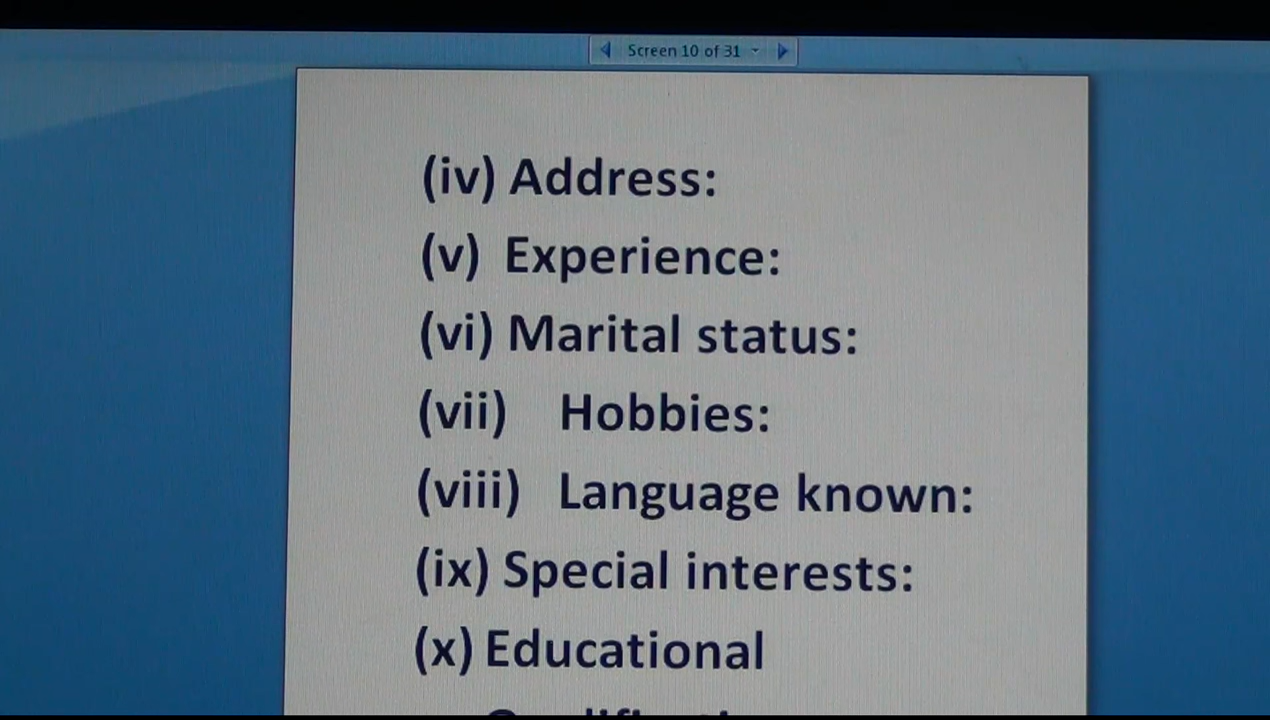 Screen 10 of 31
(iv) Address:
(v) Experience:
(vi) Marital status:
(vii) Hobbies:
(viii) Language known:
(ix) Special interests:
(x) Educational